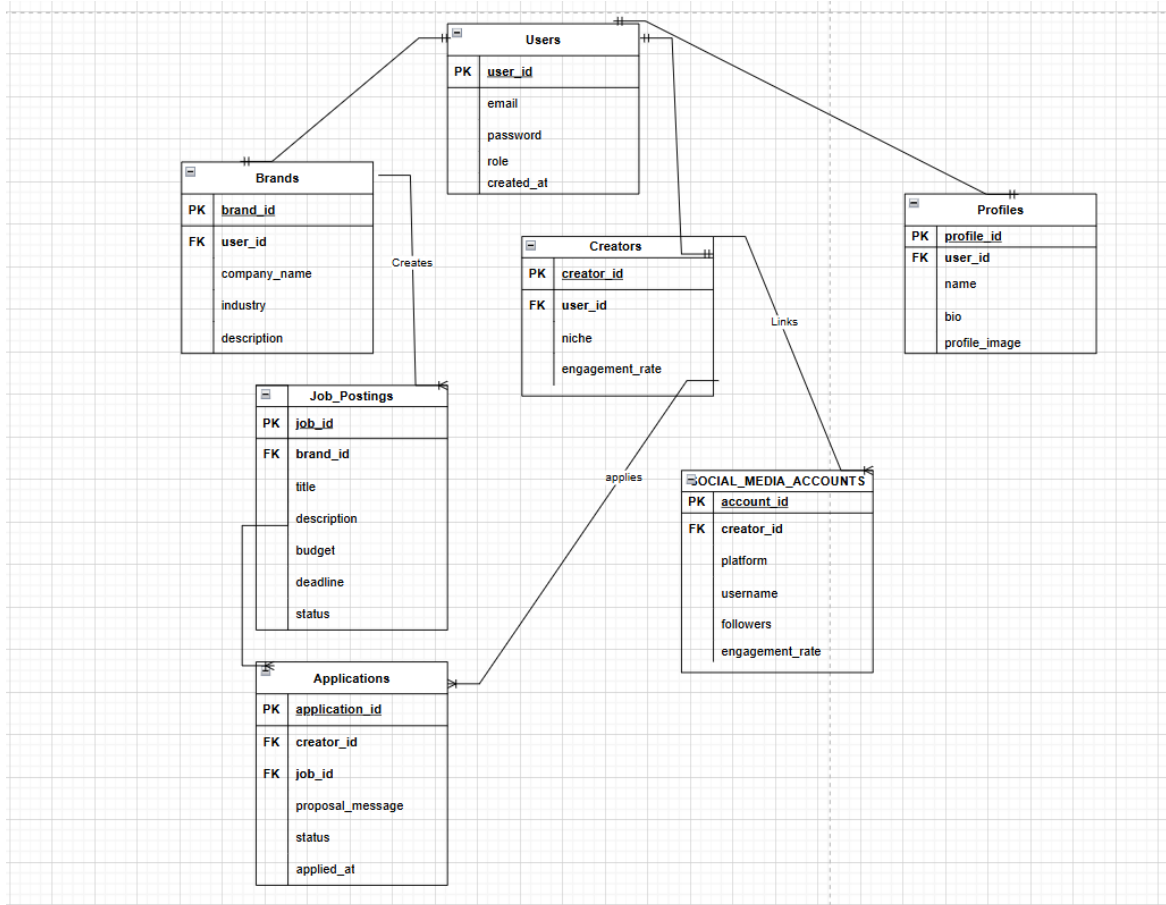 Users
PK user_id
email
password
role
created_at
Brands
PK brand_id
FK user_id
company_name
industry
description
Creates
Creators
PK creator_id
FK user_id
niche
engagement_rate
Links
Profiles
PK profile_id
FK user_id
name
bio
profile_image
Job_Postings
PK job_id
FK brand_id
title
description
budget
deadline
status
applies
SOCIAL_MEDIA_ACCOUNTS
PK account_id
FK creator_id
platform
username
followers
engagement_rate
Applications
PK application_id
FK creator_id
FK job_id
proposal_message
status
applied_at